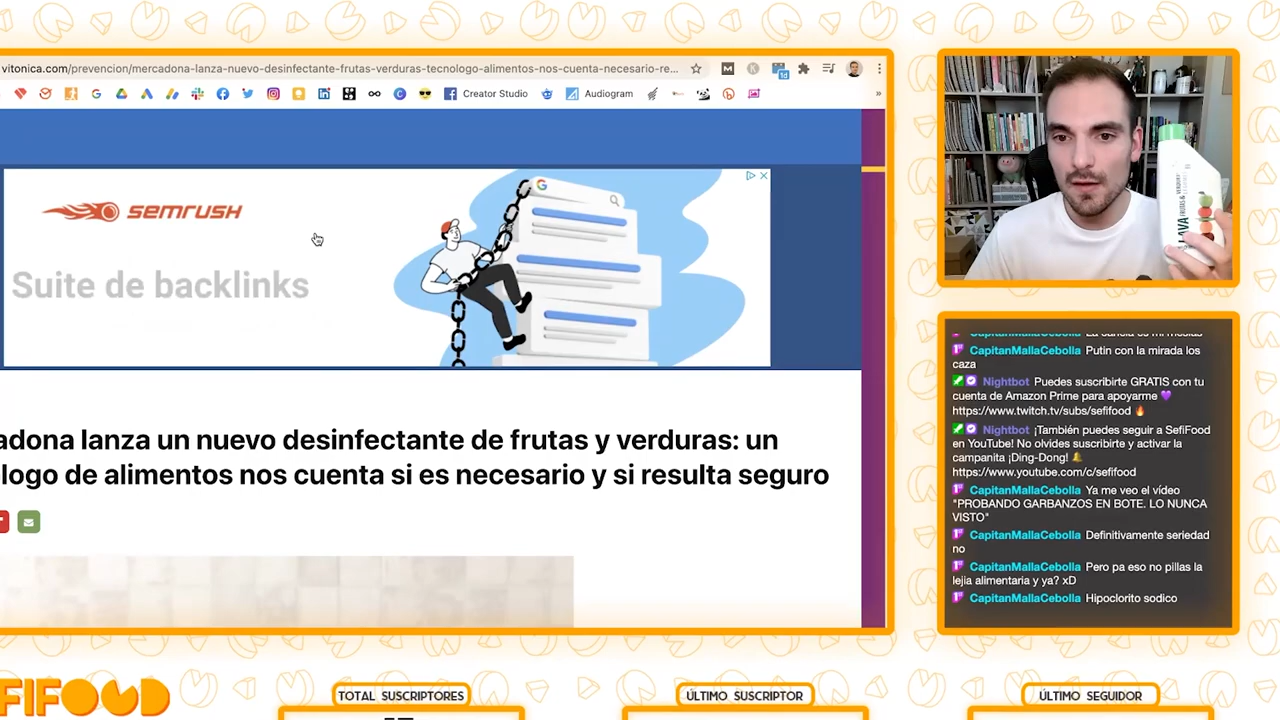 vitonica.com/prevencion/mercadona-lanza-nuevo-desinfectante-frutas-verduras-tecnologo-alimentos-nos-cuenta-necesario-re...
Creator Studio
Audiogram
semrush
Suite de backlinks
adona lanza un nuevo desinfectante de frutas y verduras: un
logo de alimentos nos cuenta si es necesario y si resulta seguro
LAVA FRUTAS & VERDURAS
CapitanMallaCebolla
CapitanMallaCebolla Putin con la mirada los
caza
Nightbot Puedes suscribirte GRATIS con tu
cuenta de Amazon Prime para apoyarme 💜
https://www.twitch.tv/subs/sefifood 🔥
Nightbot ¡También puedes seguir a SefiFood
en YouTube! No olvides suscribirte y activar la
campanita ¡Ding-Dong! 🔔
https://www.youtube.com/c/sefifood
CapitanMallaCebolla Ya me veo el vídeo
"PROBANDO GARBANZOS EN BOTE. LO NUNCA
VISTO"
CapitanMallaCebolla Definitivamente seriedad
no
CapitanMallaCebolla Pero pa eso no pillas la
lejia alimentaria y ya? xD
CapitanMallaCebolla Hipoclorito sodico
FIFOOD
TOTAL SUSCRIPTORES
ÚLTIMO SUSCRIPTOR
ÚLTIMO SEGUIDOR